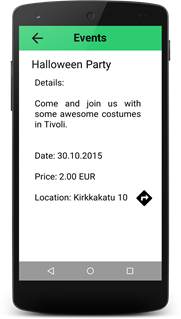 Events
Halloween Party
Details:
Come and join us with
some awesome costumes
in Tivoli.
Date: 30.10.2015
Price: 2.00 EUR
Location: Kirkkakatu 10